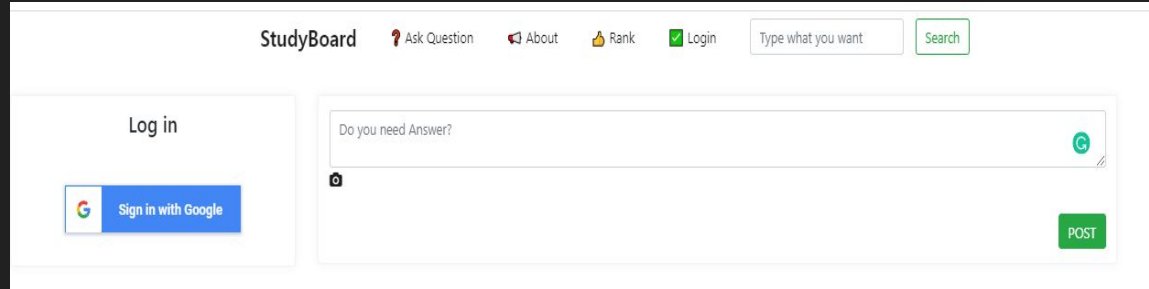 StudyBoard ❓ Ask Question 📢 About 👍 Rank ✅ Login Type what you want Search
Log in
Do you need Answer?
G
G Sign in with Google
POST